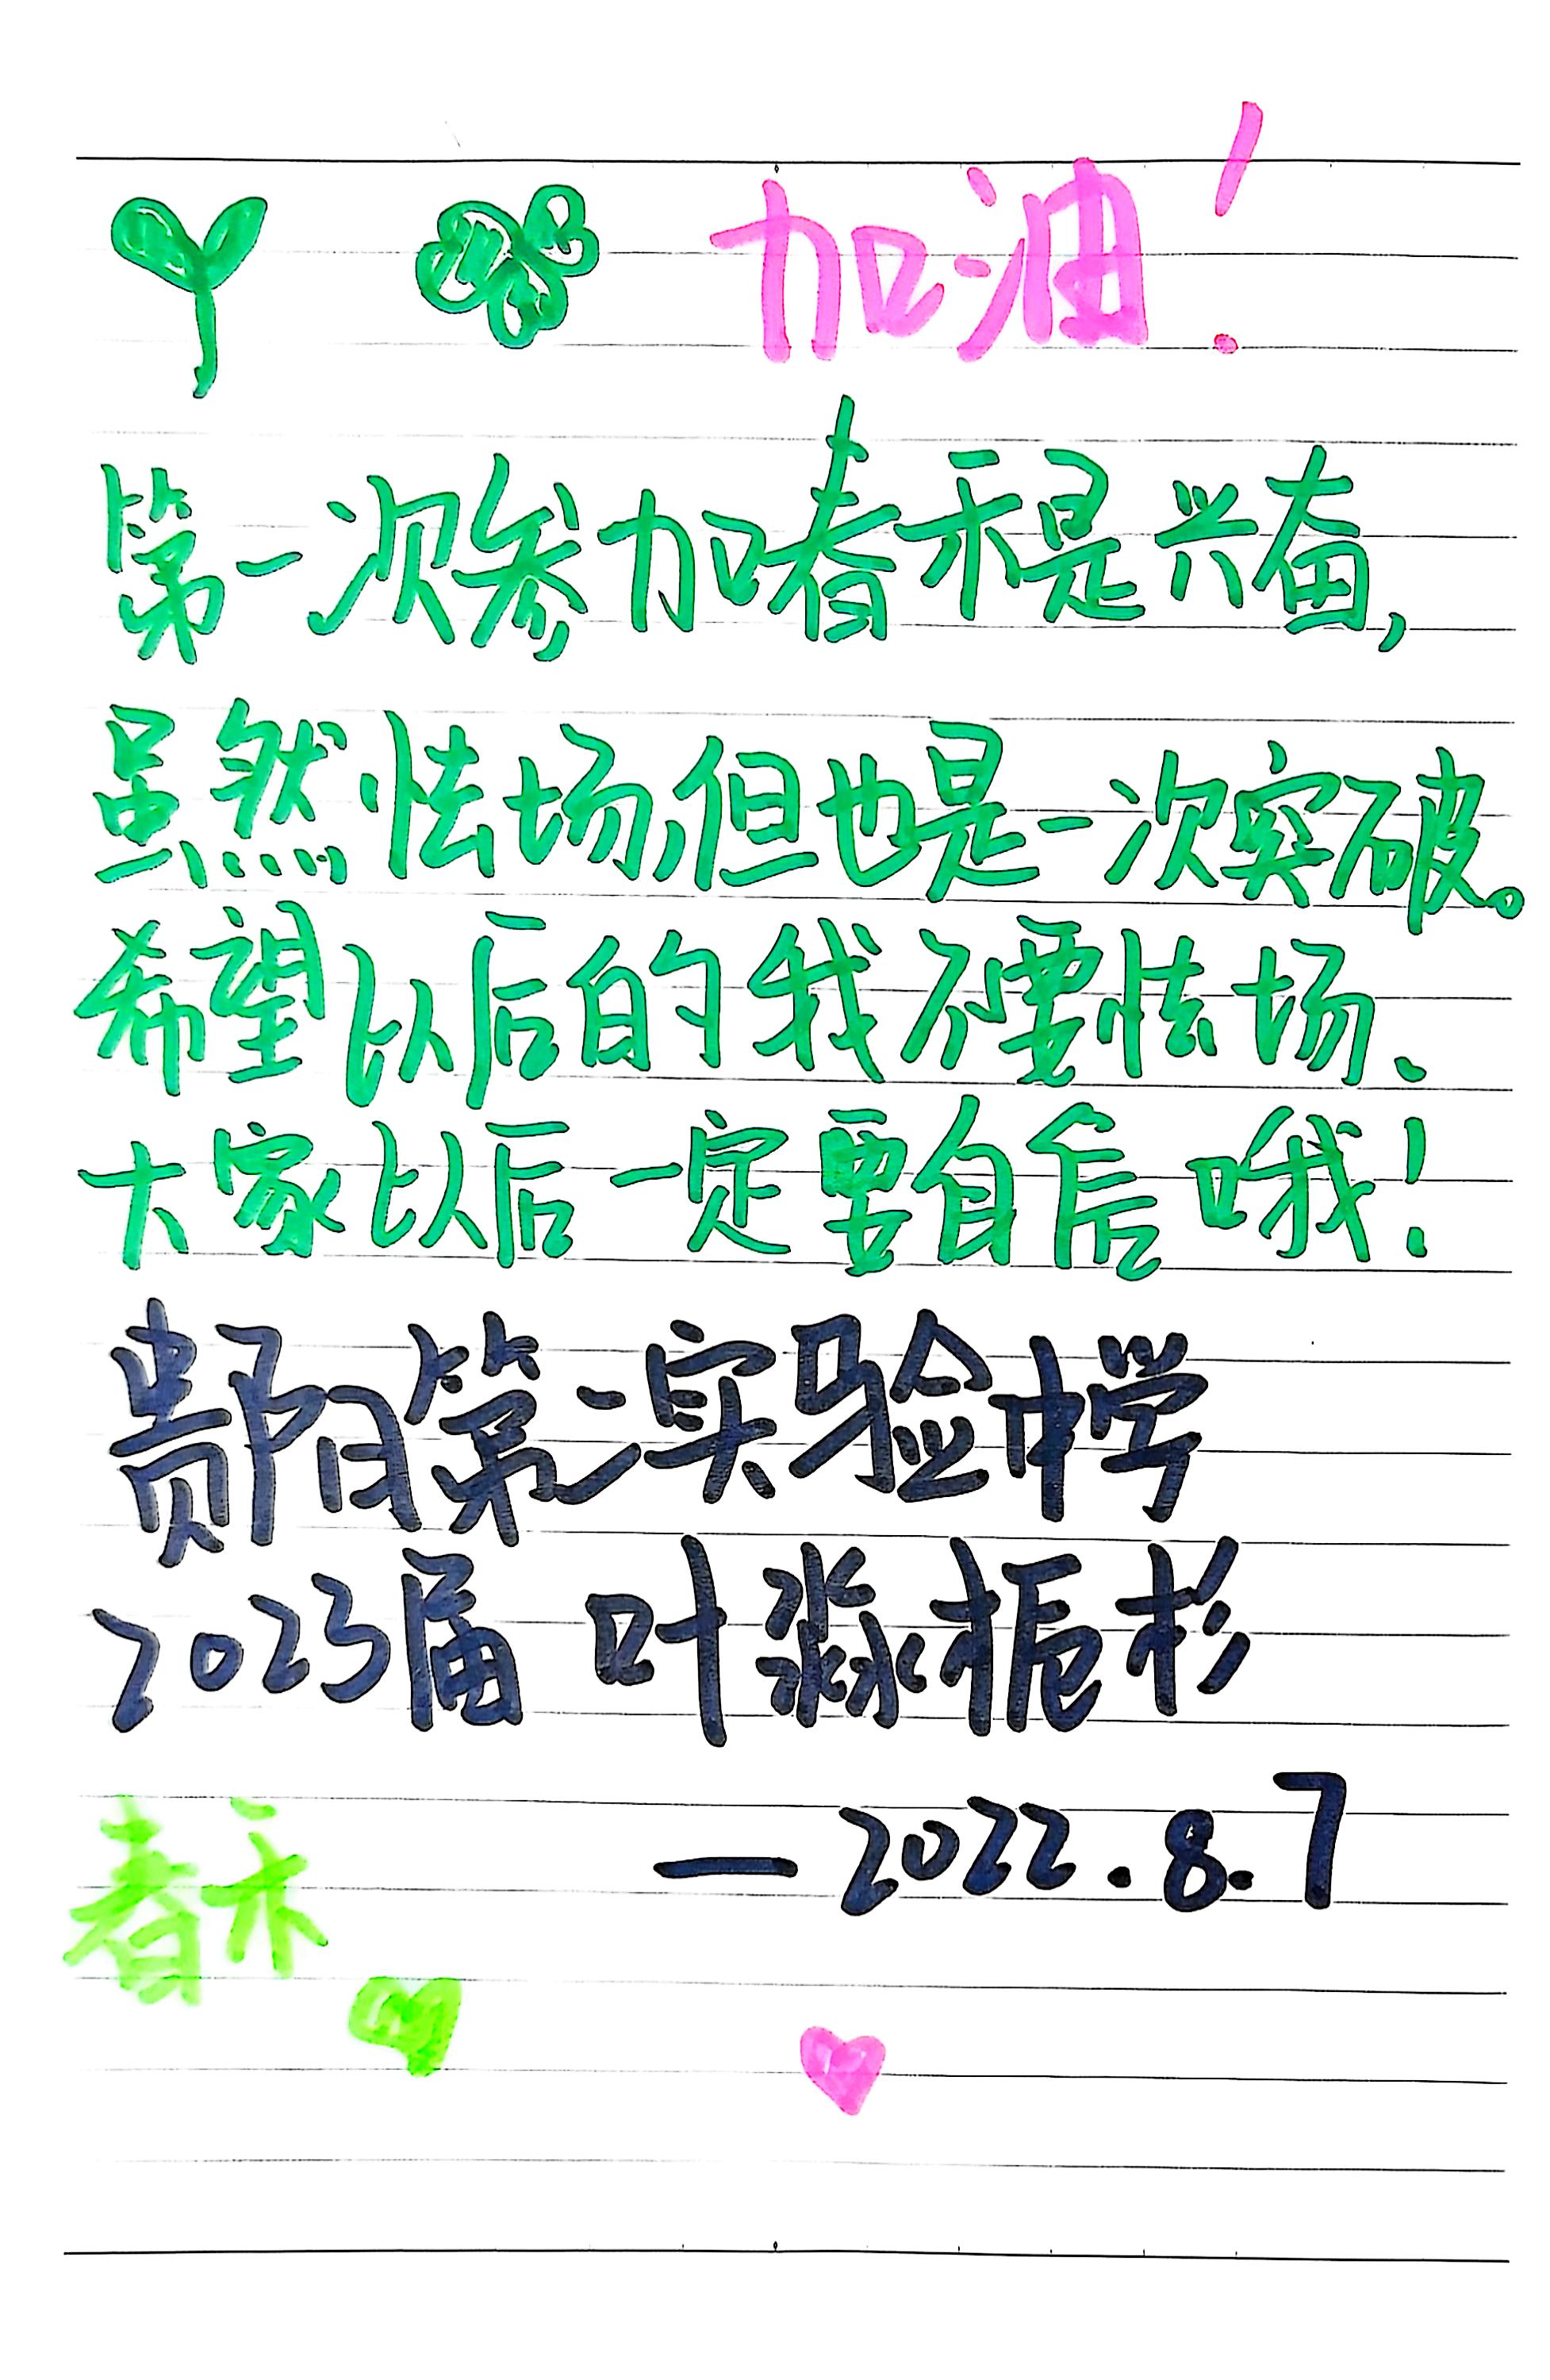 加油!
第一次参加春禾是兴奋,
虽然怯场,但也是一次突破。
希望以后的我不要怯场、
大家以后一定要自信哦!
贵阳第二实验中学
2023届 叶淼栀杉
—2022.8.7
春禾